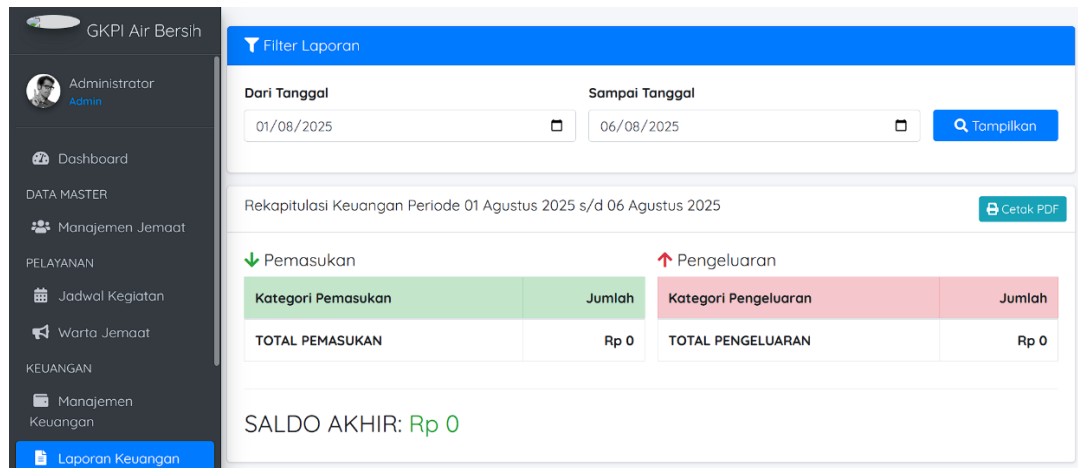 GKPI Air Bersih
Administrator
Admin
Dashboard
DATA MASTER
Manajemen Jemaat
PELAYANAN
Jadwal Kegiatan
Warta Jemaat
KEUANGAN
Manajemen
Keuangan
Laporan Keuangan
Filter Laporan
Dari Tanggal Sampai Tanggal
01/08/2025 06/08/2025 Tampilkan
Rekapitulasi Keuangan Periode 01 Agustus 2025 s/d 06 Agustus 2025 Cetak PDF
Pemasukan Pengeluaran
Kategori Pemasukan Jumlah Kategori Pengeluaran Jumlah
TOTAL PEMASUKAN Rp 0 TOTAL PENGELUARAN Rp 0
SALDO AKHIR: Rp 0